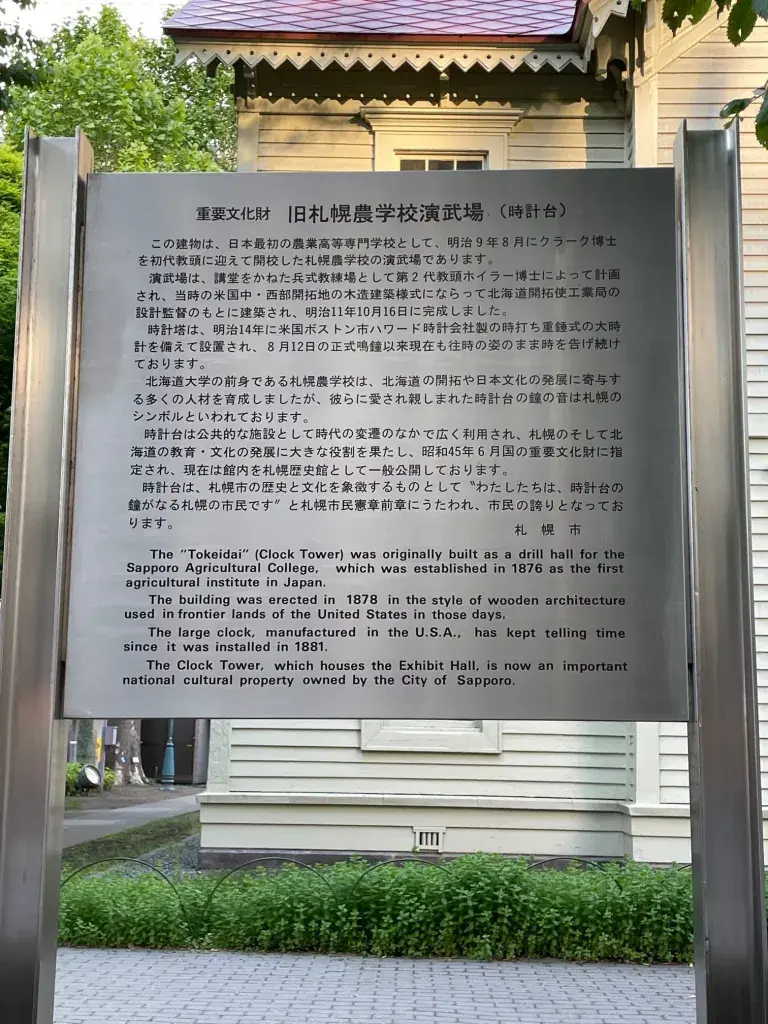 重要文化財 旧札幌農学校演武場(時計台)
この建物は、日本最初の農業高等専門学校として、明治9年8月にクラーク博士
を初代教頭に迎えて開校した札幌農学校の演武場であります。
演武場は、講堂をかねた兵式教練場として第2代教頭ホイラー博士によって計画
され、当時の米国中・西部開拓地の木造建築様式にならって北海道開拓使工業局の
設計監督のもとに建築され、明治11年10月16日に完成しました。
時計塔は、明治14年に米国ボストン市ハワード時計会社製の時打ち重錘式の大時
計を備えて設置され、8月12日の正式鳴鐘以来現在も往時の姿のまま時を告げ続け
ております。
北海道大学の前身である札幌農学校は、北海道の開拓や日本文化の発展に寄与す
る多くの人材を育成しましたが、彼らに愛され親しまれた時計台の鐘の音は札幌の
シンボルといわれております。
時計台は公共的な施設として時代の変遷のなかで広く利用され、札幌のそして北
海道の教育・文化の発展に大きな役割を果たし、昭和45年6月国の重要文化財に指
定され、現在は館内を札幌歴史館として一般公開しております。
時計台は、札幌市の歴史と文化を象徴するものとして〝わたしたちは、時計台の
鐘がなる札幌の市民です〟と札幌市民憲章前章にうたわれ、市民の誇りとなってお
ります。
札幌市
The "Tokeidai" (Clock Tower) was originally built as a drill hall for the
Sapporo Agricultural College, which was established in 1876 as the first
agricultural institute in Japan.
The building was erected in 1878 in the style of wooden architecture
used in frontier lands of the United States in those days.
The large clock, manufactured in the U.S.A., has kept telling time
since it was installed in 1881.
The Clock Tower, which houses the Exhibit Hall, is now an important
national cultural property owned by the City of Sapporo.